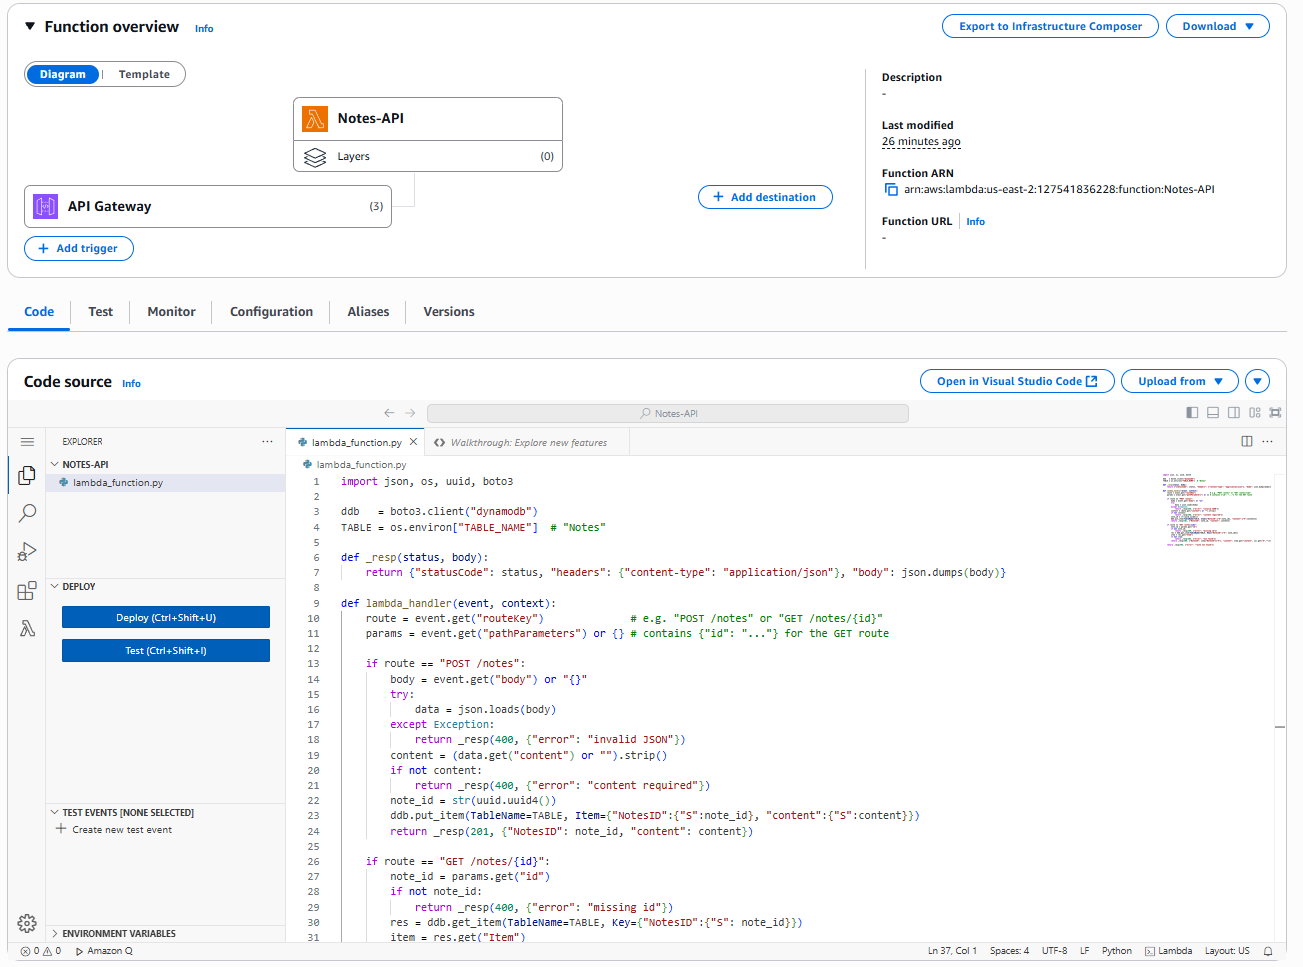 Function overview Info
Export to Infrastructure Composer
Download
Diagram
Template
Notes-API
Layers (0)
API Gateway (3)
Add trigger
Add destination
Description
-
Last modified
26 minutes ago
Function ARN
arn:aws:lambda:us-east-2:127541836228:function:Notes-API
Function URL Info
-
Code
Test
Monitor
Configuration
Aliases
Versions
Code source Info
Open in Visual Studio Code
Upload from
Notes-API
EXPLORER
NOTES-API
lambda_function.py
DEPLOY
Deploy (Ctrl+Shift+U)
Test (Ctrl+Shift+I)
TEST EVENTS [NONE SELECTED]
Create new test event
ENVIRONMENT VARIABLES
lambda_function.py
Walkthrough: Explore new features
lambda_function.py
1 import json, os, uuid, boto3
2
3 ddb   = boto3.client("dynamodb")
4 TABLE = os.environ["TABLE_NAME"]  # "Notes"
5
6 def _resp(status, body):
7     return {"statusCode": status, "headers": {"content-type": "application/json"}, "body": json.dumps(body)}
8
9 def lambda_handler(event, context):
10     route = event.get("routeKey")              # e.g. "POST /notes" or "GET /notes/{id}"
11     params = event.get("pathParameters") or {} # contains {"id": "..."} for the GET route
12
13     if route == "POST /notes":
14         body = event.get("body") or "{}"
15         try:
16             data = json.loads(body)
17         except Exception:
18             return _resp(400, {"error": "invalid JSON"})
19         content = (data.get("content") or "").strip()
20         if not content:
21             return _resp(400, {"error": "content required"})
22         note_id = str(uuid.uuid4())
23         ddb.put_item(TableName=TABLE, Item={"NotesID":{"S":note_id}, "content":{"S":content}})
24         return _resp(201, {"NotesID": note_id, "content": content})
25
26     if route == "GET /notes/{id}":
27         note_id = params.get("id")
28         if not note_id:
29             return _resp(400, {"error": "missing id"})
30         res = ddb.get_item(TableName=TABLE, Key={"NotesID":{"S": note_id}})
31         item = res.get("Item")
0 0
Amazon Q
Ln 37, Col 1
Spaces: 4
UTF-8
LF
Python
Lambda
Layout: US